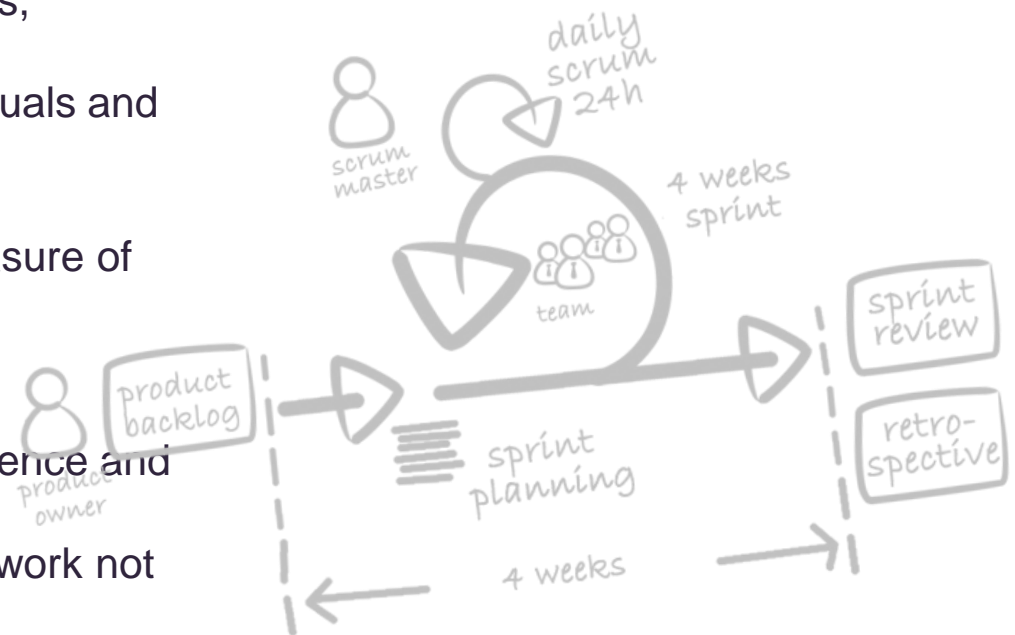 s,
uals and
sure of
ence and
work not
daily
scrum
24h
scrum
master
4 weeks
sprint
team
product
owner
product
backlog
sprint
planning
4 weeks
sprint
review
retro-
spective